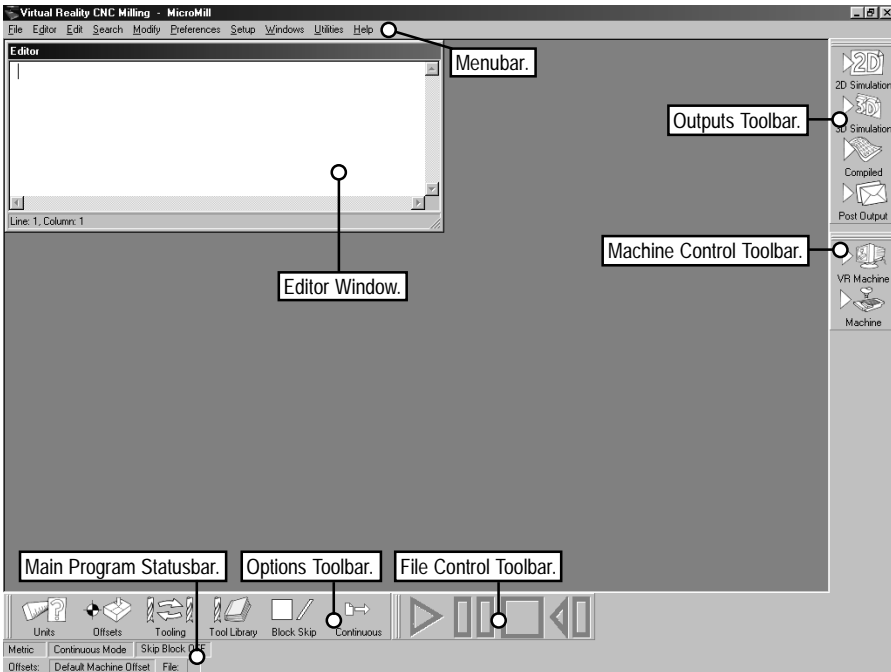 Virtual Reality CNC Milling - MicroMill
File Editor Edit Search Modify Preferences Setup Windows Utilities Help
Menubar.
Editor
Line: 1, Column: 1
Editor Window.
Outputs Toolbar.
2D
2D Simulation
3D
3D Simulation
Compiled
Post Output
Machine Control Toolbar.
VR Machine
Machine
Main Program Statusbar.
Options Toolbar.
File Control Toolbar.
Units Offsets Tooling Tool Library Block Skip Continuous
Metric Continuous Mode Skip Block OFF
Offsets: Default Machine Offset File: